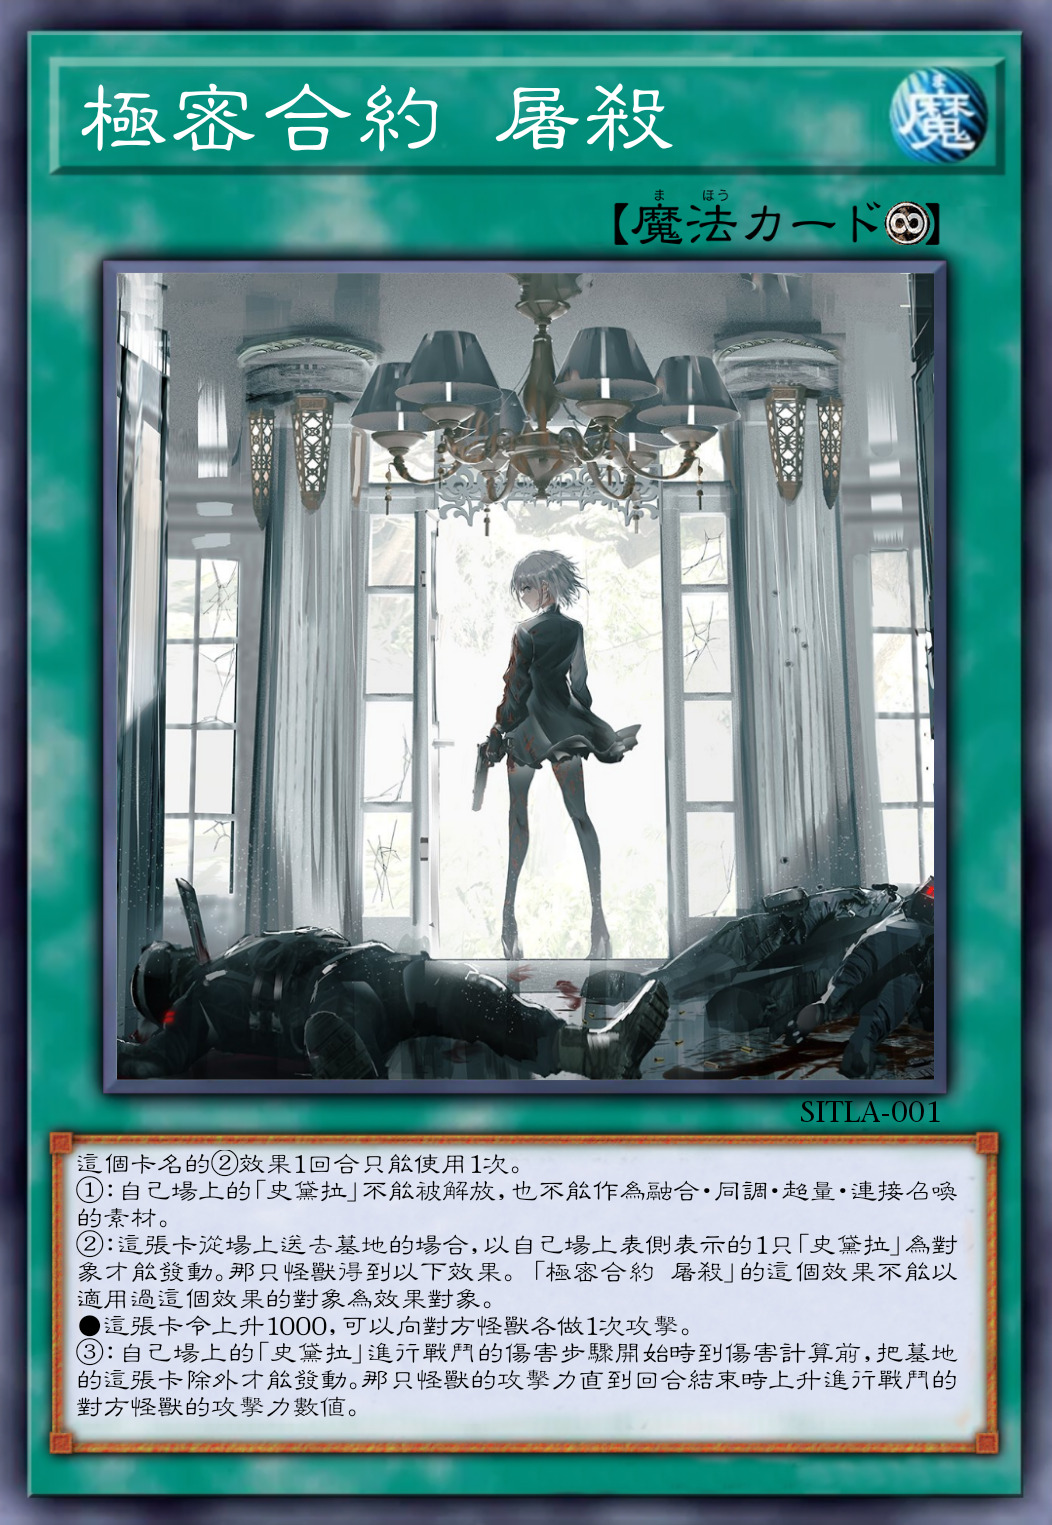 極密合約 屠殺
魔
ま ほう
【魔法カード】
SITLA-001
這個卡名的②效果1回合只能使用1次。
①:自己場上的「史黛拉」不能被解放,也不能作為融合・同調・超量・連接召喚
的素材。
②:這張卡從場上送去墓地的場合,以自己場上表側表示的1只「史黛拉」為對
象才能發動。那只怪獸得到以下效果。「極密合約 屠殺」的這個效果不能以
適用過這個效果的對象為效果對象。
●這張卡令上升1000,可以向對方怪獸各做1次攻擊。
③:自己場上的「史黛拉」進行戰鬥的傷害步驟開始時到傷害計算前,把墓地
的這張卡除外才能發動。那只怪獸的攻擊力直到回合結束時上升進行戰鬥的
對方怪獸的攻擊力數值。